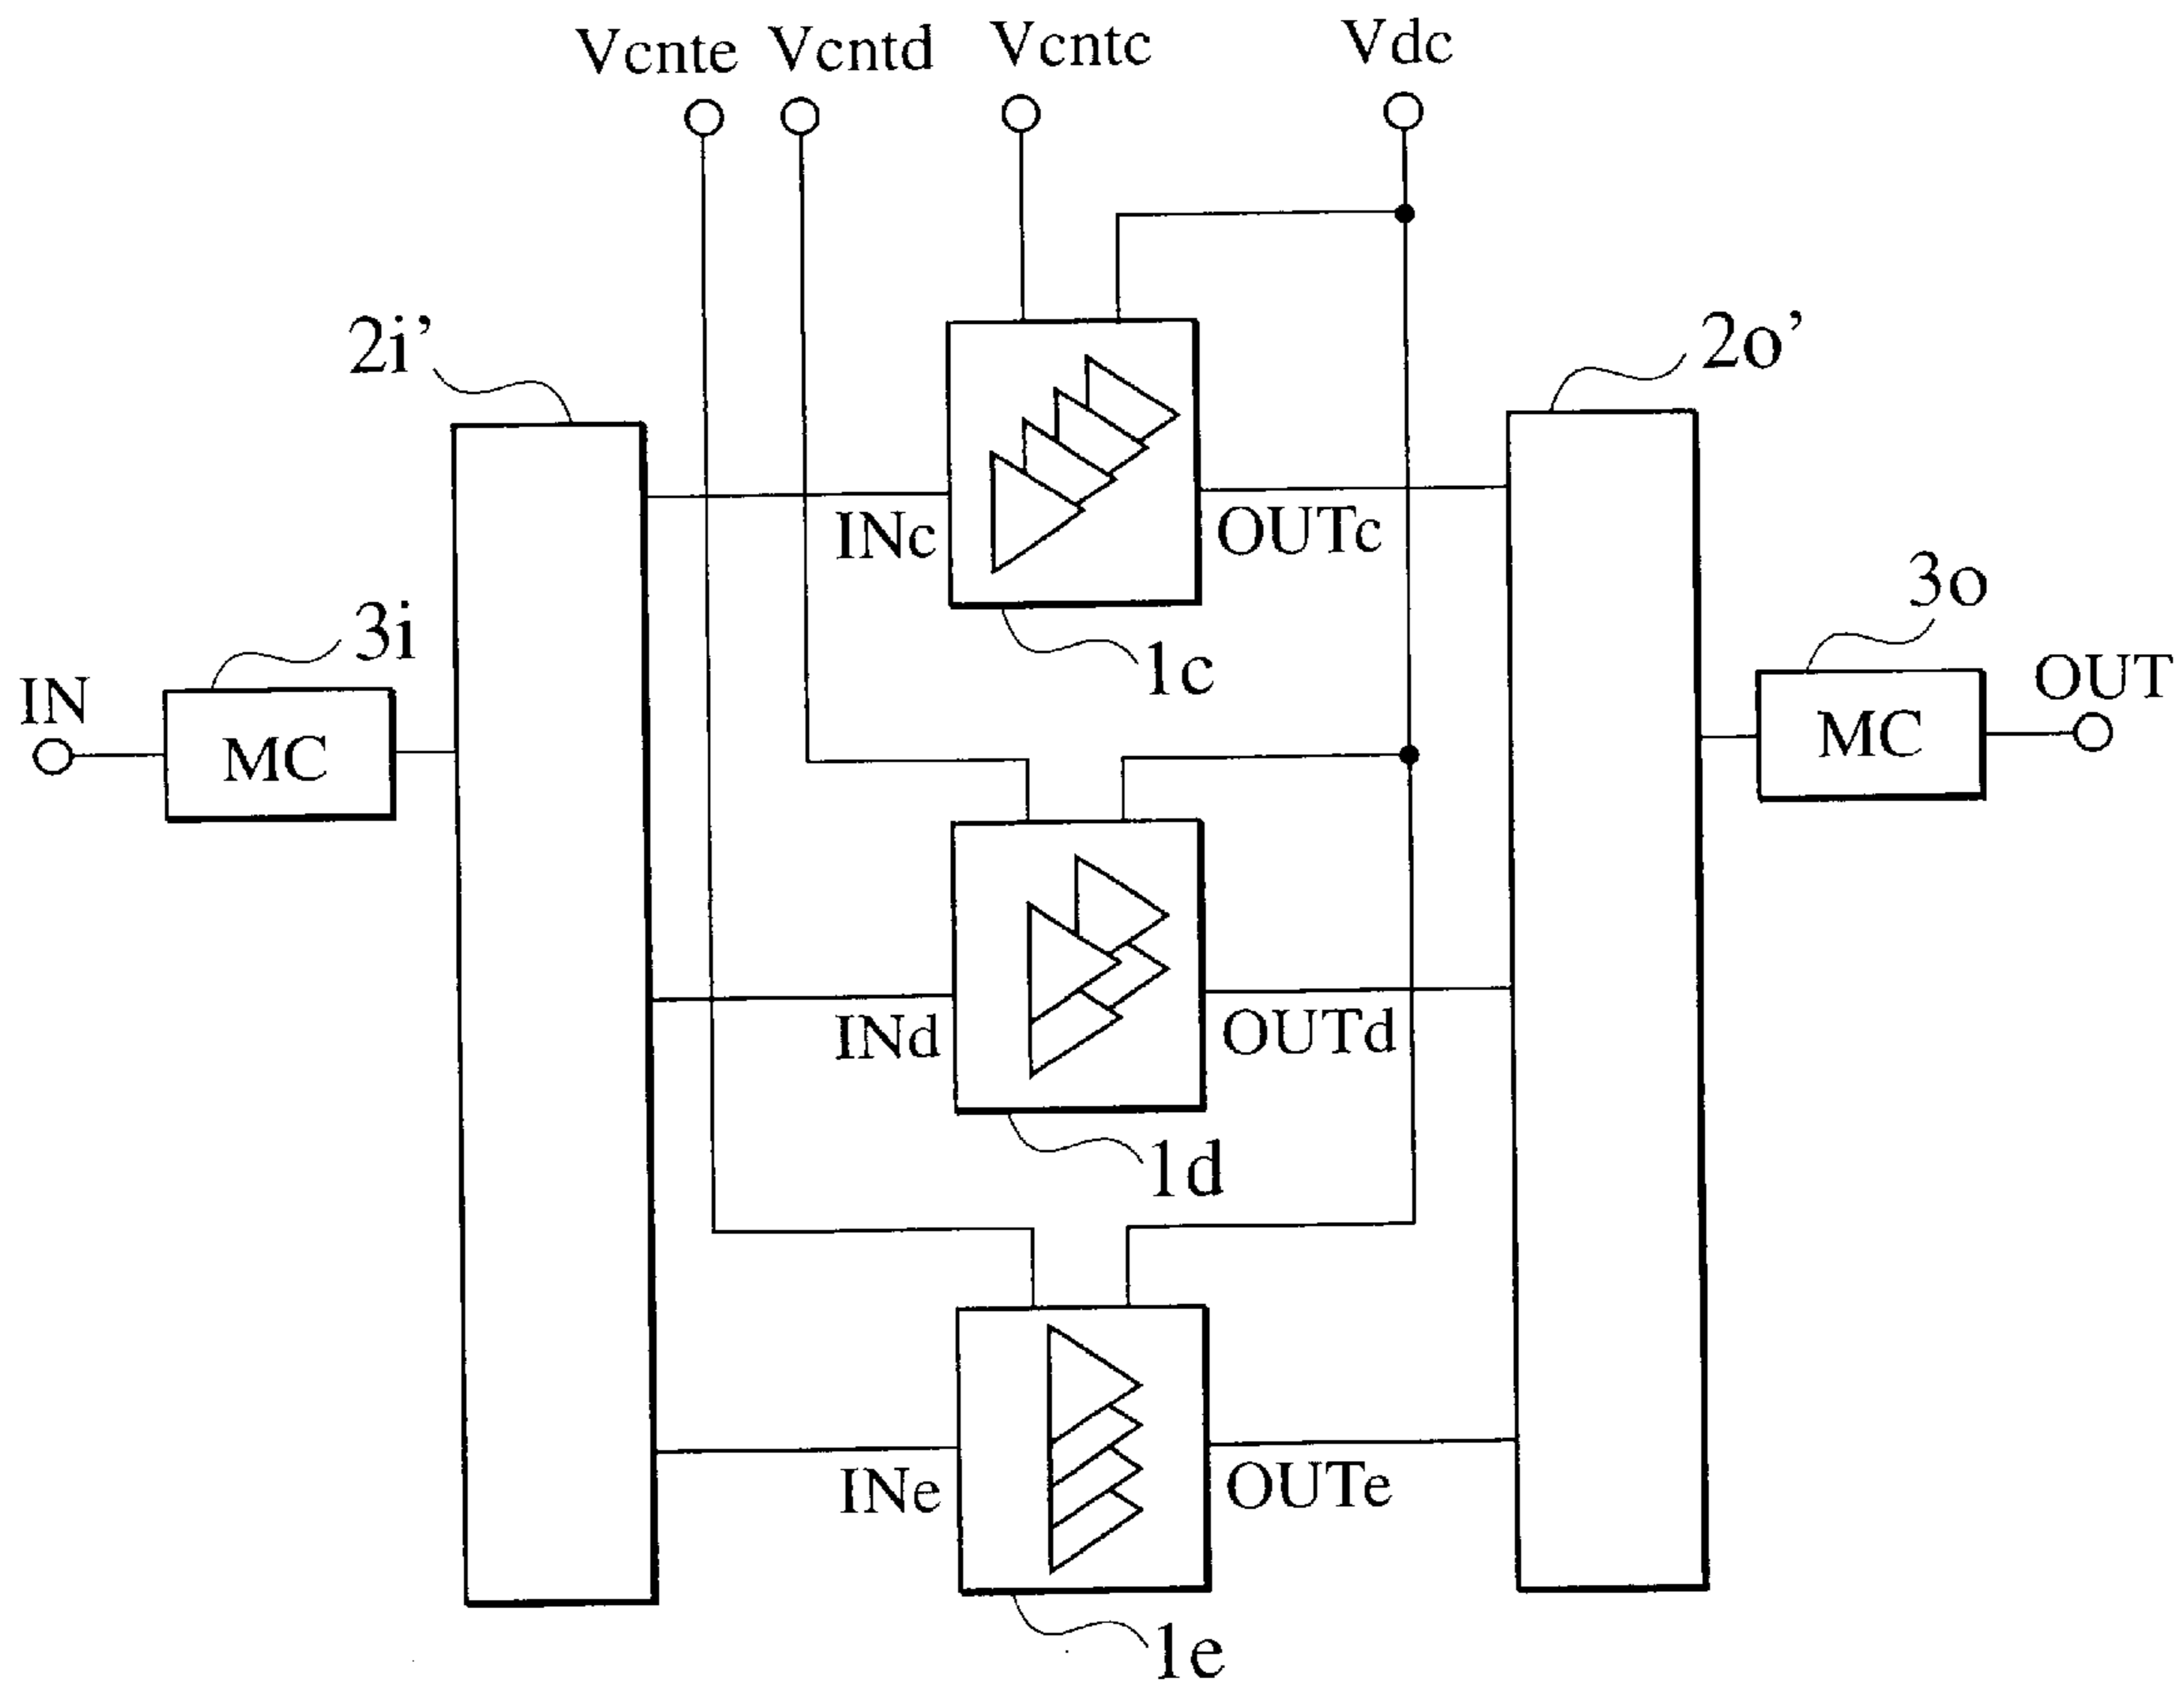 Vcnte Vcntd Vcntc Vdc
2i’ 2o’
INc OUTc
3i 3o
1c
IN OUT
MC MC
INd OUTd
1d
INe OUTe
1e